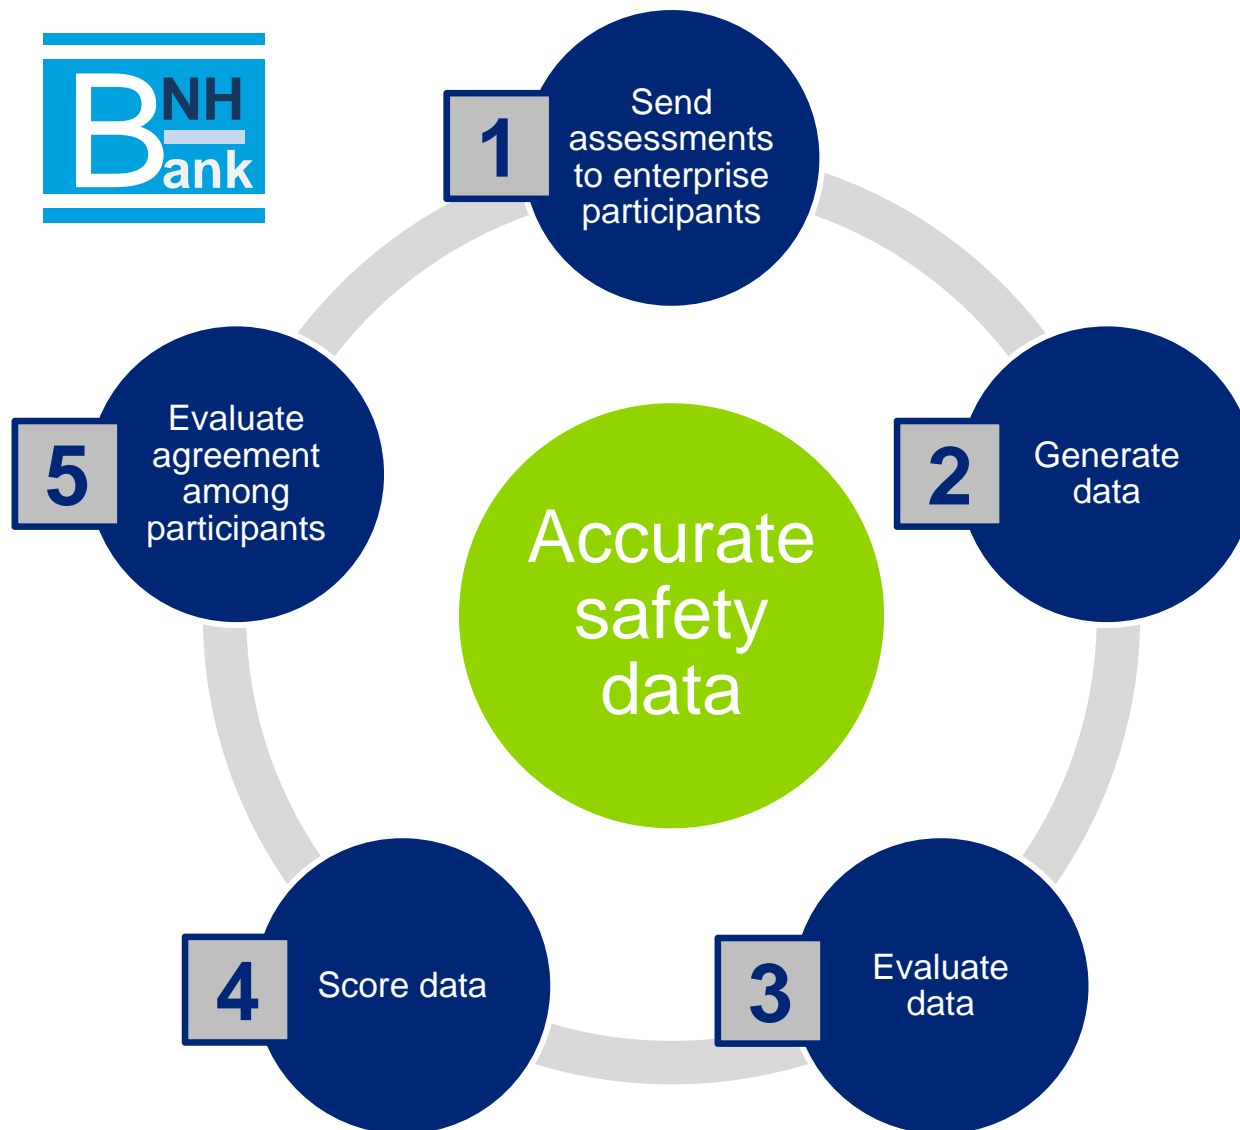 BNH
ank
1
Send
assessments
to enterprise
participants
2
Generate
data
3
Evaluate
data
4
Score data
5
Evaluate
agreement
among
participants
Accurate
safety
data